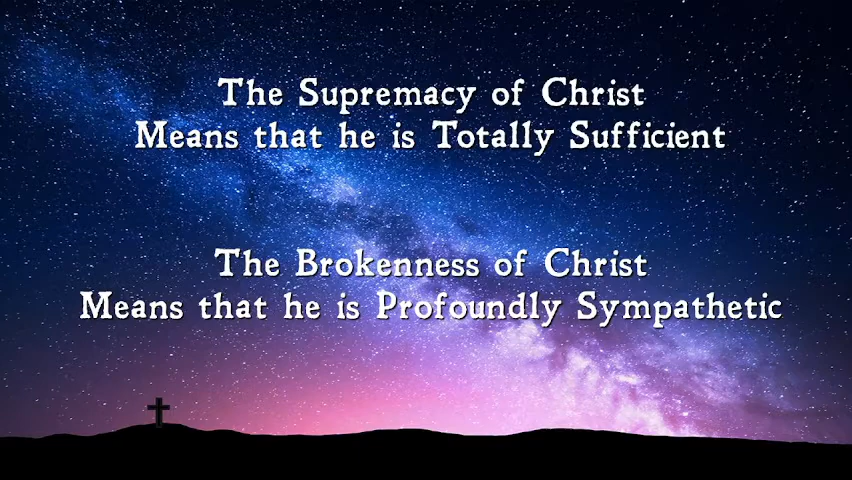 The Supremacy of Christ
Means that he is Totally Sufficient
The Brokenness of Christ
Means that he is Profoundly Sympathetic